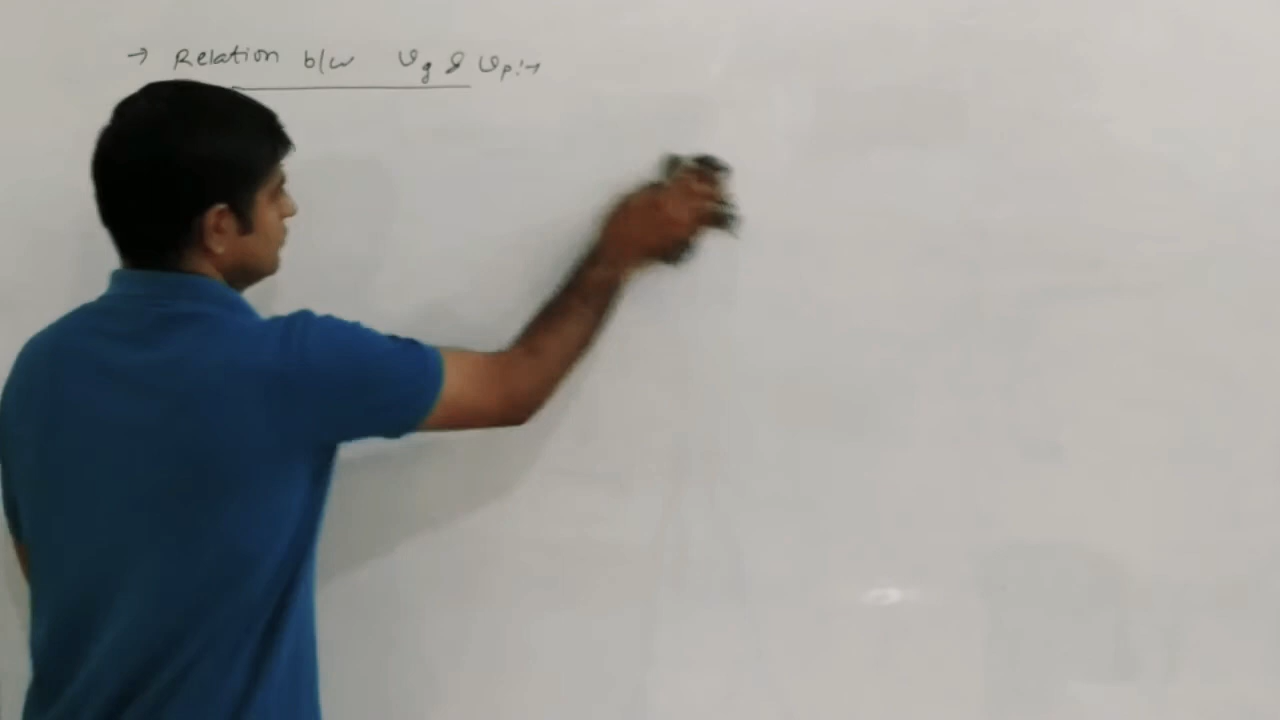 → Relation b/w vg & vp:→